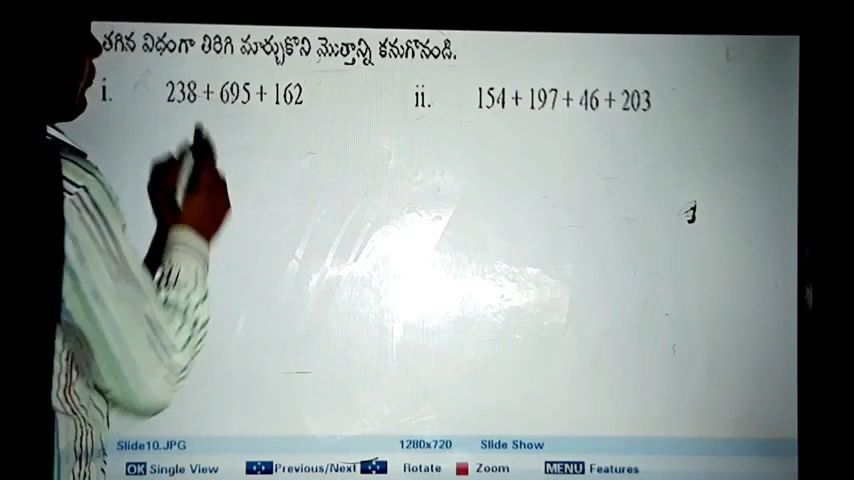 తగిన విధంగా తిరిగి మార్చుకొని మొత్తాన్ని కనుగొనండి.
i. 238 + 695 + 162 ii. 154 + 197 + 46 + 203
Slide10.JPG 1280x720 Slide Show
OK Single View Previous/Next Rotate Zoom MENU Features